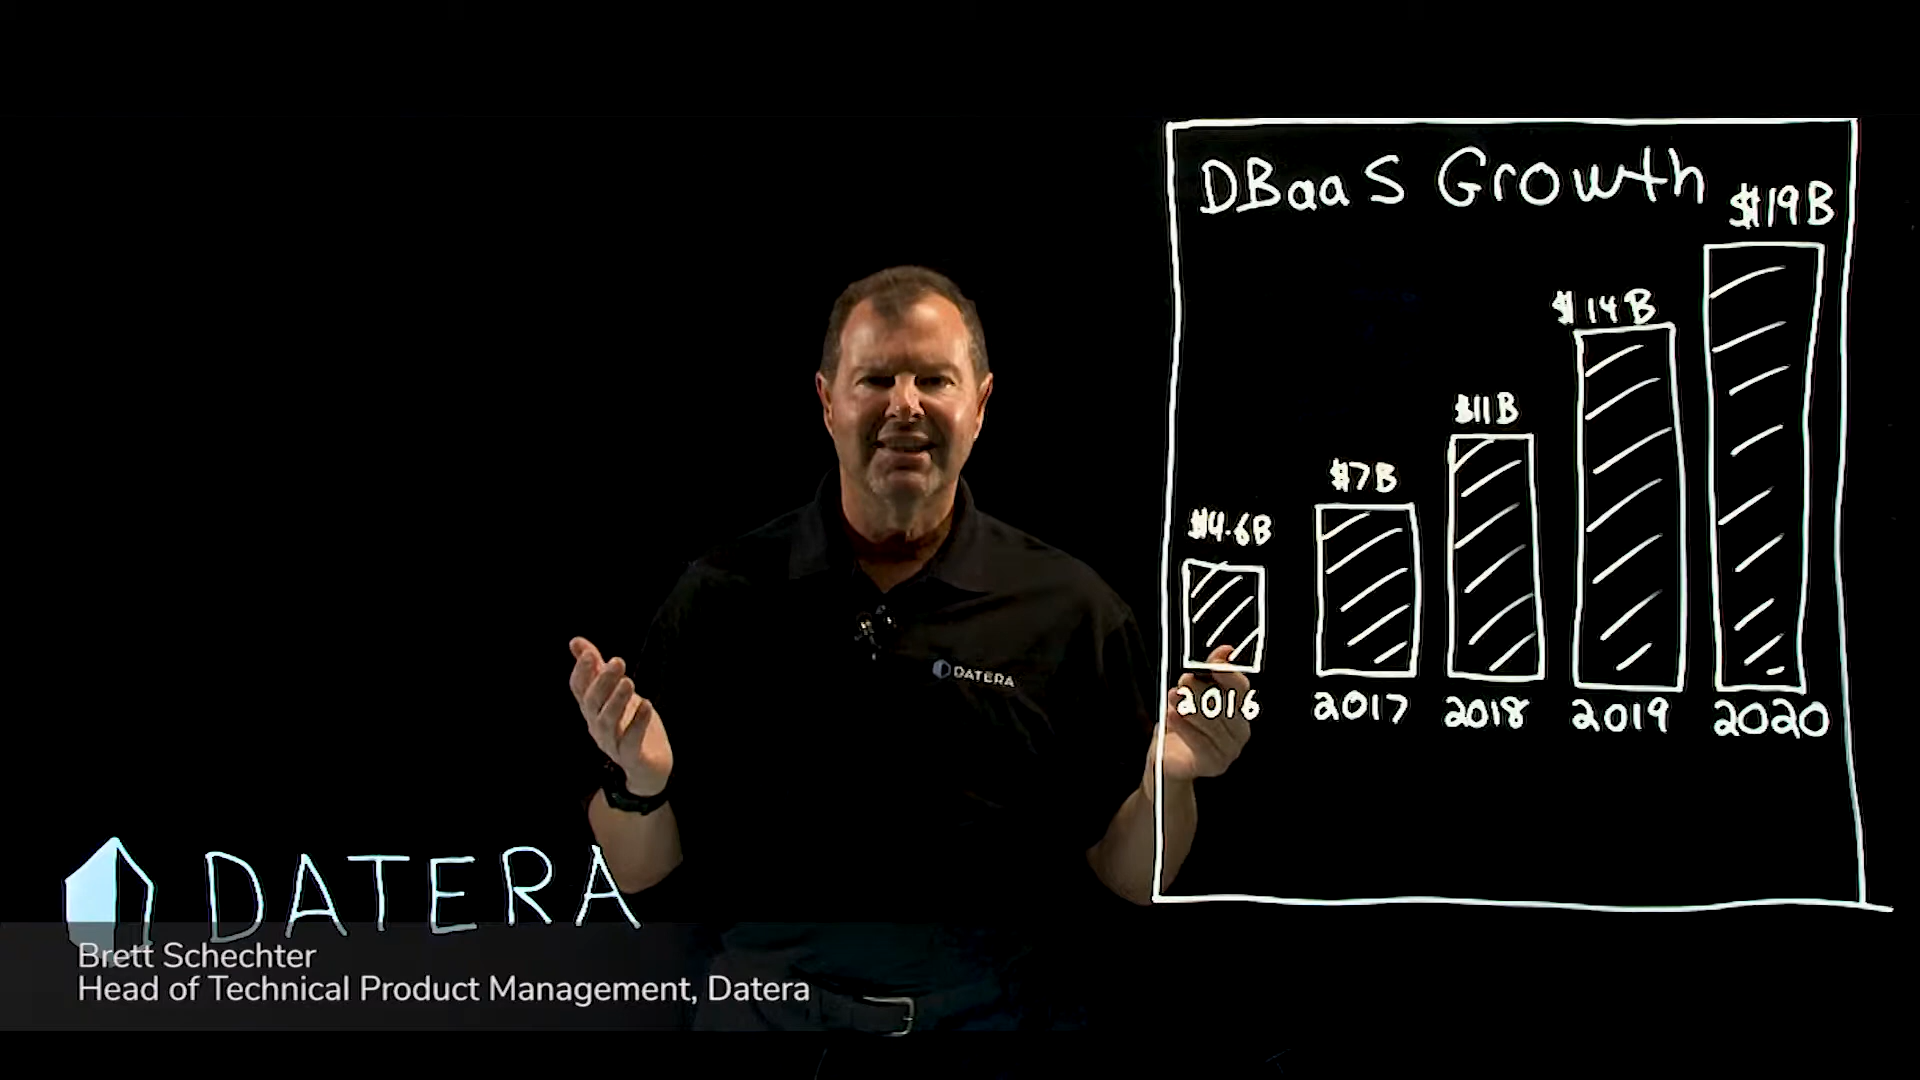 DBaaS Growth
$4.6B
$7B
$11B
$14B
$19B
2016 2017 2018 2019 2020
DATERA
DATERA
Brett Schechter
Head of Technical Product Management, Datera